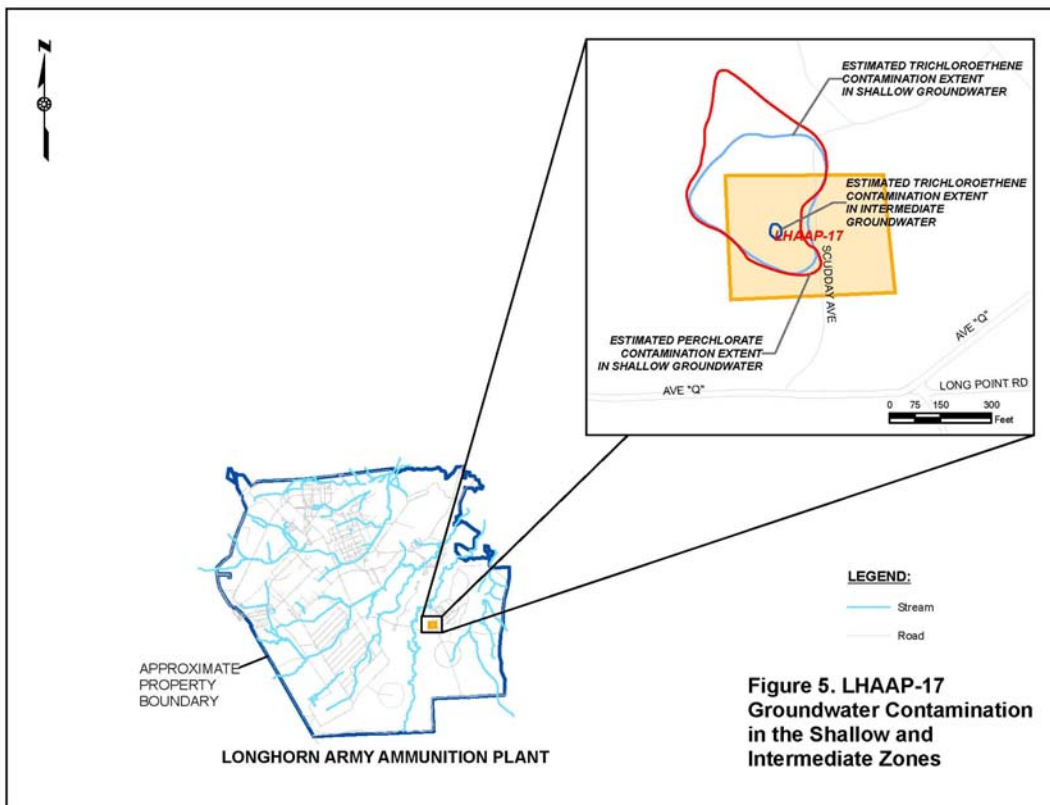 N
ESTIMATED TRICHLOROETHENE
CONTAMINATION EXTENT
IN SHALLOW GROUNDWATER
ESTIMATED TRICHLOROETHENE
CONTAMINATION EXTENT
IN INTERMEDIATE
GROUNDWATER
LHAAP-17
SCUDDAY AVE
ESTIMATED PERCHLORATE
CONTAMINATION EXTENT
IN SHALLOW GROUNDWATER
AVE "Q"
AVE "Q"
LONG POINT RD
0 75 150 300
Feet
APPROXIMATE
PROPERTY
BOUNDARY
LONGHORN ARMY AMMUNITION PLANT
LEGEND:
Stream
Road
Figure 5. LHAAP-17
Groundwater Contamination
in the Shallow and
Intermediate Zones